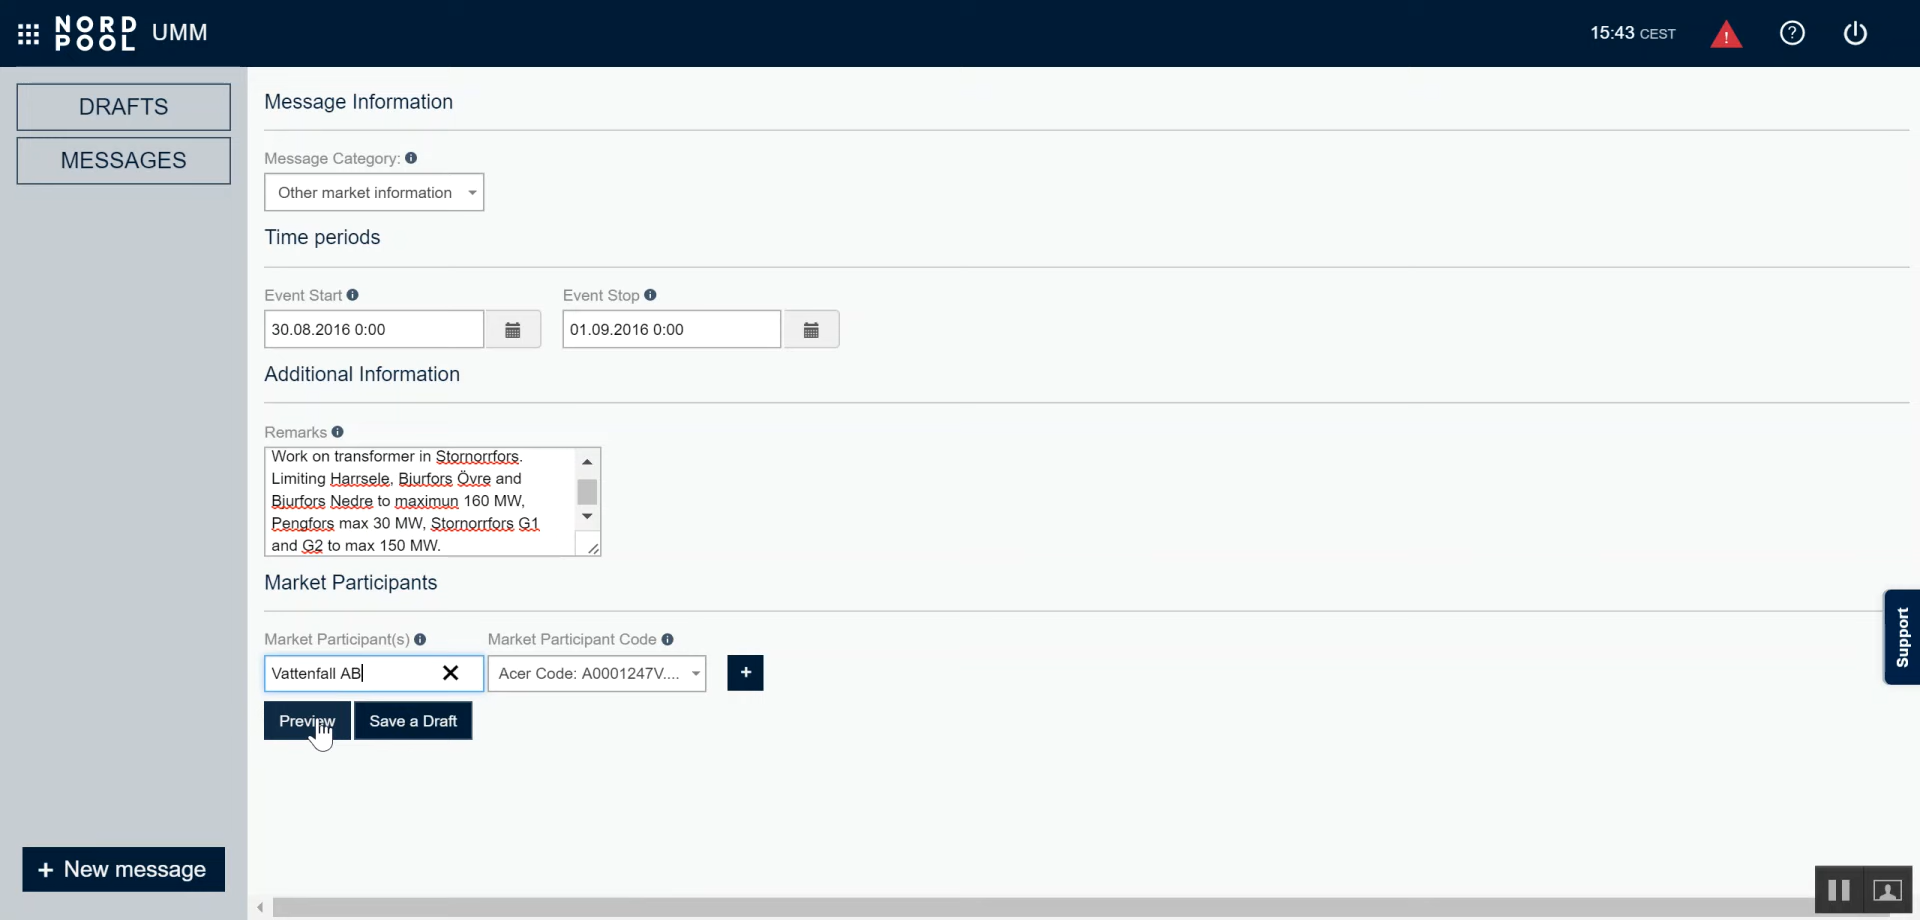 NORD POOL UMM
15:43 CEST
DRAFTS
MESSAGES
Message Information
Message Category:
Other market information
Time periods
Event Start
Event Stop
30.08.2016 0:00
01.09.2016 0:00
Additional Information
Remarks
Work on transformer in Stornorrfors.
Limiting Harrsele, Bjurfors Övre and
Bjurfors Nedre to maximun 160 MW,
Pengfors max 30 MW, Stornorrfors G1
and G2 to max 150 MW.
Market Participants
Market Participant(s)
Market Participant Code
Vattenfall AB
Acer Code: A0001247V....
+
Preview
Save a Draft
Support
+ New message